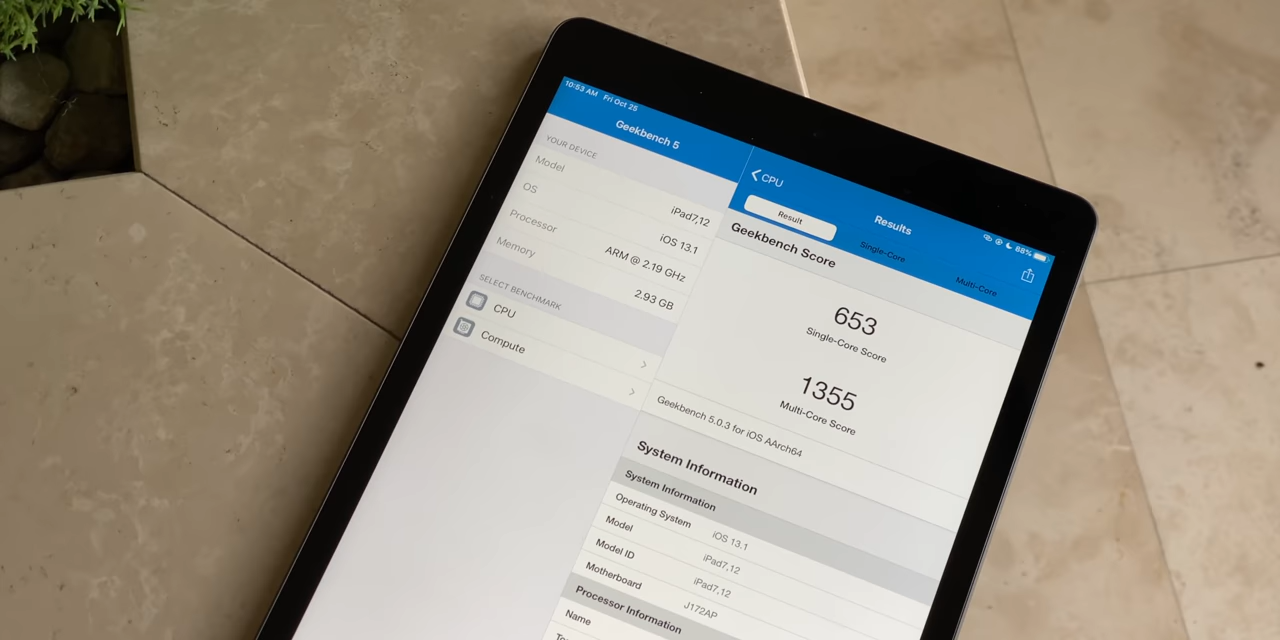 10:53 AM Fri Oct 25
88%
Geekbench 5
YOUR DEVICE
Model
iPad7,12
OS
iOS 13.1
Processor
ARM @ 2.19 GHz
Memory
2.93 GB
SELECT BENCHMARK
CPU
Compute
CPU
Results
Result
Single-Core
Multi-Core
Geekbench Score
653
Single-Core Score
1355
Multi-Core Score
Geekbench 5.0.3 for iOS AArch64
System Information
System Information
Operating System iOS 13.1
Model iPad7,12
Model ID iPad7,12
Motherboard J172AP
Processor Information
Name